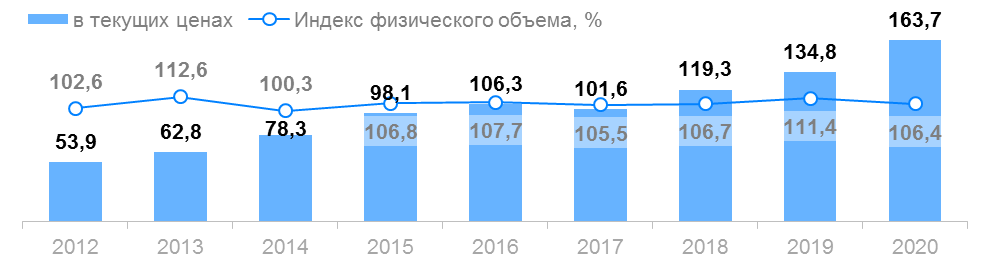 в текущих ценах Индекс физического объема, % 163,7
102,6 112,6 100,3 98,1 106,3 101,6 119,3 134,8
53,9 62,8 78,3 106,8 107,7 105,5 106,7 111,4 106,4
2012 2013 2014 2015 2016 2017 2018 2019 2020